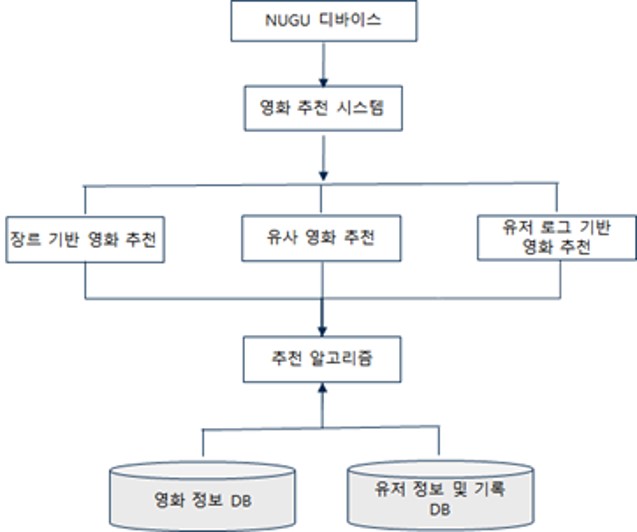 NUGU 디바이스
영화 추천 시스템
장르 기반 영화 추천
유사 영화 추천
유저 로그 기반
영화 추천
추천 알고리즘
영화 정보 DB
유저 정보 및 기록
DB